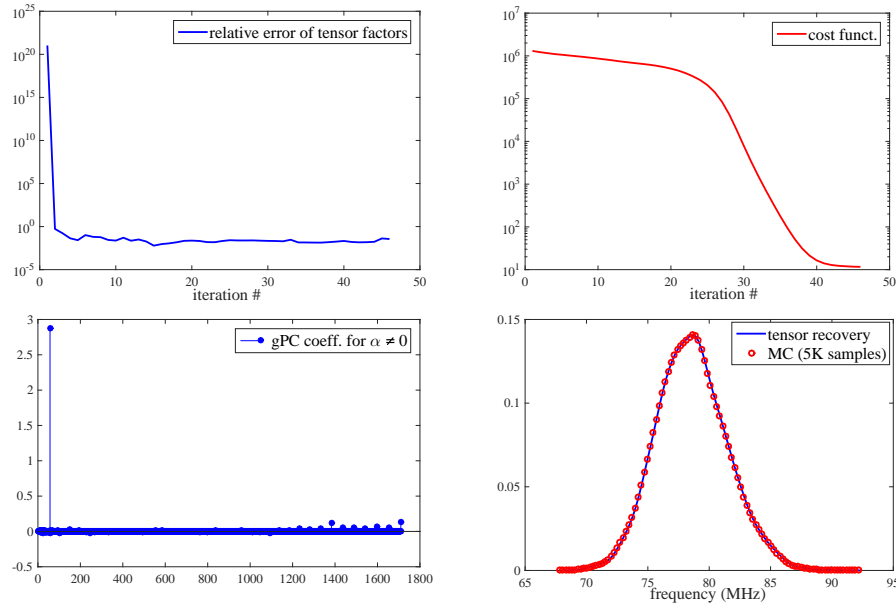 relative error of tensor factors
10^20
10^15
10^10
10^5
10^0
10^-5
10^25
0 10 20 30 40 50
iteration #
cost funct.
10^7
10^6
10^5
10^4
10^3
10^2
10^1
0 10 20 30 40 50
iteration #
gPC coeff. for α ≠ 0
3
2.5
2
1.5
1
0.5
0
-0.5
0 200 400 600 800 1000 1200 1400 1600 1800
tensor recovery
MC (5K samples)
0.15
0.1
0.05
0
65 70 75 80 85 90 95
frequency (MHz)